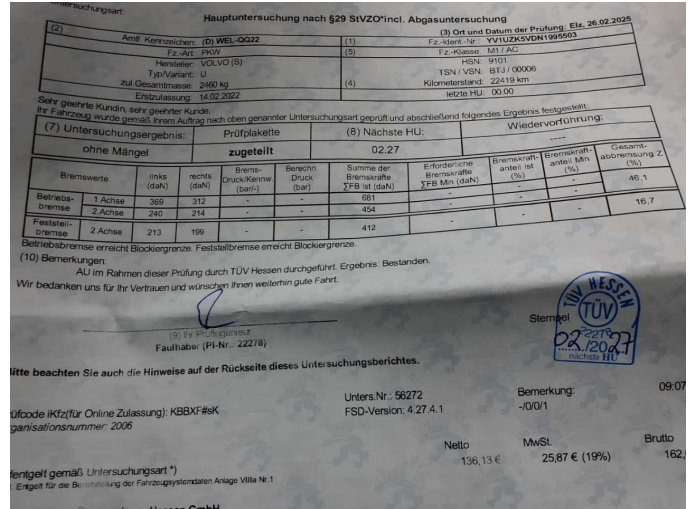 Untersuchungsart:
Hauptuntersuchung nach §29 StVZO*incl. Abgasuntersuchung
(2)
(3) Ort und Datum der Prüfung: Elz, 26.02.2025
Amtl. Kennzeichen: (D) WEL-QQ22 (1) Fz.-Ident.-Nr.: YV1UZK5VDN1995503
Fz.-Art: PKW (5) Fz.-Klasse: M1 / AC
Hersteller: VOLVO (S) HSN: 9101
Typ/Variant: U TSN / VSN: BTJ / 00006
zul.Gesamtmasse: 2460 kg (4) Kilometerstand: 22419 km
Erstzulassung: 14.02.2022 letzte HU: 00.00
Sehr geehrte Kundin, sehr geehrter Kunde,
Ihr Fahrzeug wurde gemäß Ihrem Auftrag nach oben genannter Untersuchungsart geprüft und abschließend folgendes Ergebnis festgestellt:
(7) Untersuchungsergebnis: Prüfplakette (8) Nächste HU: Wiedervorführung:
ohne Mängel zugeteilt 02.27 ----
Bremswerte links (daN) rechts (daN) Brems-Druck/Kennw. (bar/-) Berechn. Druck (bar) Summe der Bremskräfte ∑FB ist (daN) Erforderliche Bremskräfte ∑FB Min (daN) Bremskraft-anteil ist (%) Bremskraft-anteil Min (%) Gesamt-abbremsung Z (%)
Betriebs-bremse 1.Achse 369 312 - - 681 - - - 46,1
2.Achse 240 214 - - 454 - - -
Feststell-bremse 2.Achse 213 199 - - 412 - - - 16,7
Betriebsbremse erreicht Blockiergrenze. Feststellbremse erreicht Blockiergrenze.
(10) Bemerkungen:
AU im Rahmen dieser Prüfung durch TÜV Hessen durchgeführt. Ergebnis: Bestanden.
Wir bedanken uns für Ihr Vertrauen und wünschen Ihnen weiterhin gute Fahrt.
(9) Ihr Prüfingenieur
Faulhaber (PI-Nr.: 22278)
Stempel
TÜV HESSEN
TÜV
22278
02/2027
nächste HU
Bitte beachten Sie auch die Hinweise auf der Rückseite dieses Untersuchungsberichtes.
Unters.Nr.: 56272 Bemerkung: 09:07
rüfcode iKfz(für Online Zulassung): KBBXF#sK FSD-Version: 4.27.4.1 -/0/0/1
ganisationsnummer: 2006
Netto MwSt. Brutto
136,13 € 25,87 € (19%) 162,
fentgelt gemäß Untersuchungsart *)
Entgelt für die Bereitstellung der Fahrzeugsystemdaten Anlage VIIIa Nr.1
Hessen GmbH